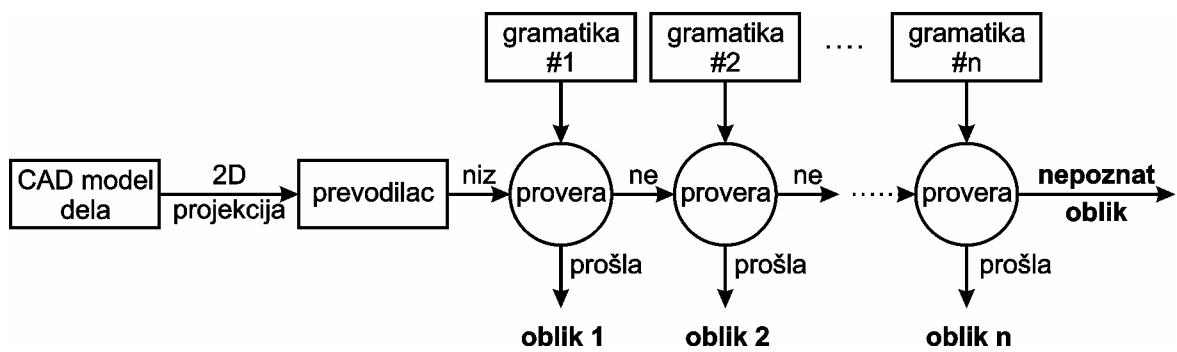 gramatika
#1
gramatika
#2
....
gramatika
#n
CAD model
dela
2D
projekcija
prevodilac
niz
provera
ne
provera
ne
.....
provera
nepoznat
oblik
prošla
prošla
prošla
oblik 1
oblik 2
oblik n